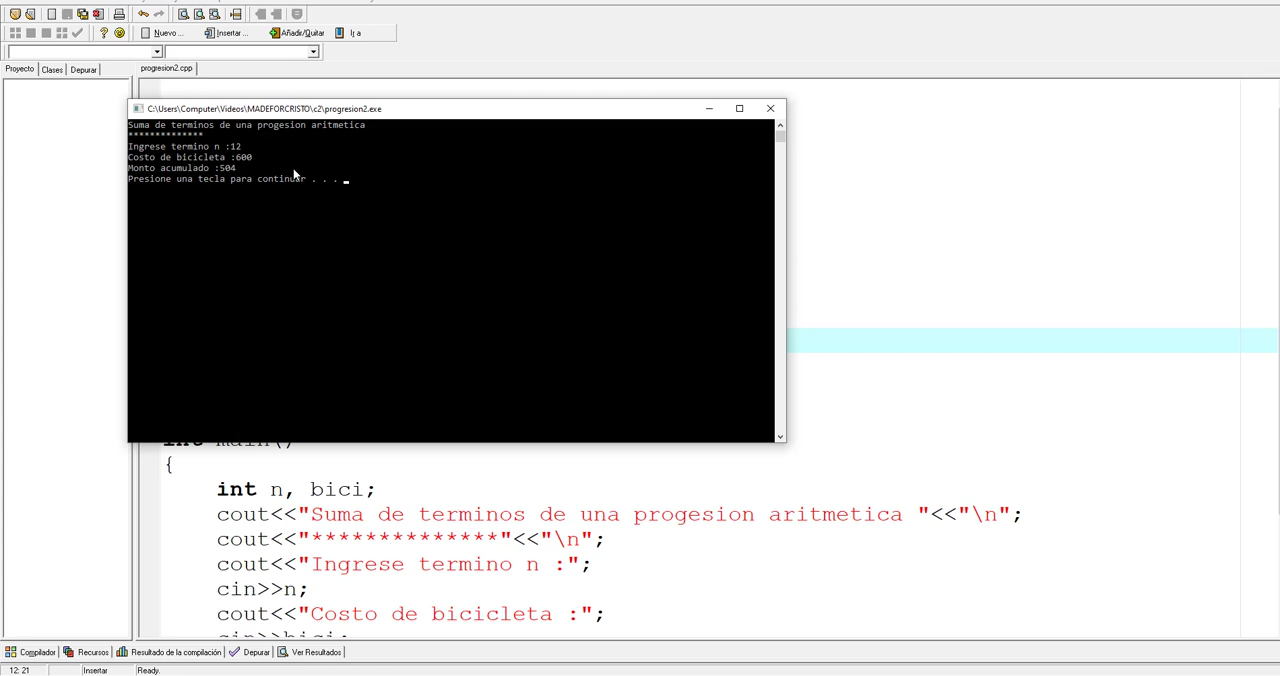 Nuevo ...
Insertar ...
Añadir/Quitar
Ir a
Proyecto
Clases
Depurar
progresion2.cpp
C:\Users\Computer\Videos\MADEFORCRISTO\c2\progresion2.exe
Suma de terminos de una progesion aritmetica
**************
Ingrese termino n :12
Costo de bicicleta :600
Monto acumulado :504
Presione una tecla para continuar . . .
int main()
{
int n, bici;
cout<<"Suma de terminos de una progesion aritmetica "<<"\n";
cout<<"**************"<<"\n";
cout<<"Ingrese termino n :";
cin>>n;
cout<<"Costo de bicicleta :";
cin>>bici;
Compilador
Recursos
Resultado de la compilación
Depurar
Ver Resultados
12: 21
Insertar
Ready.